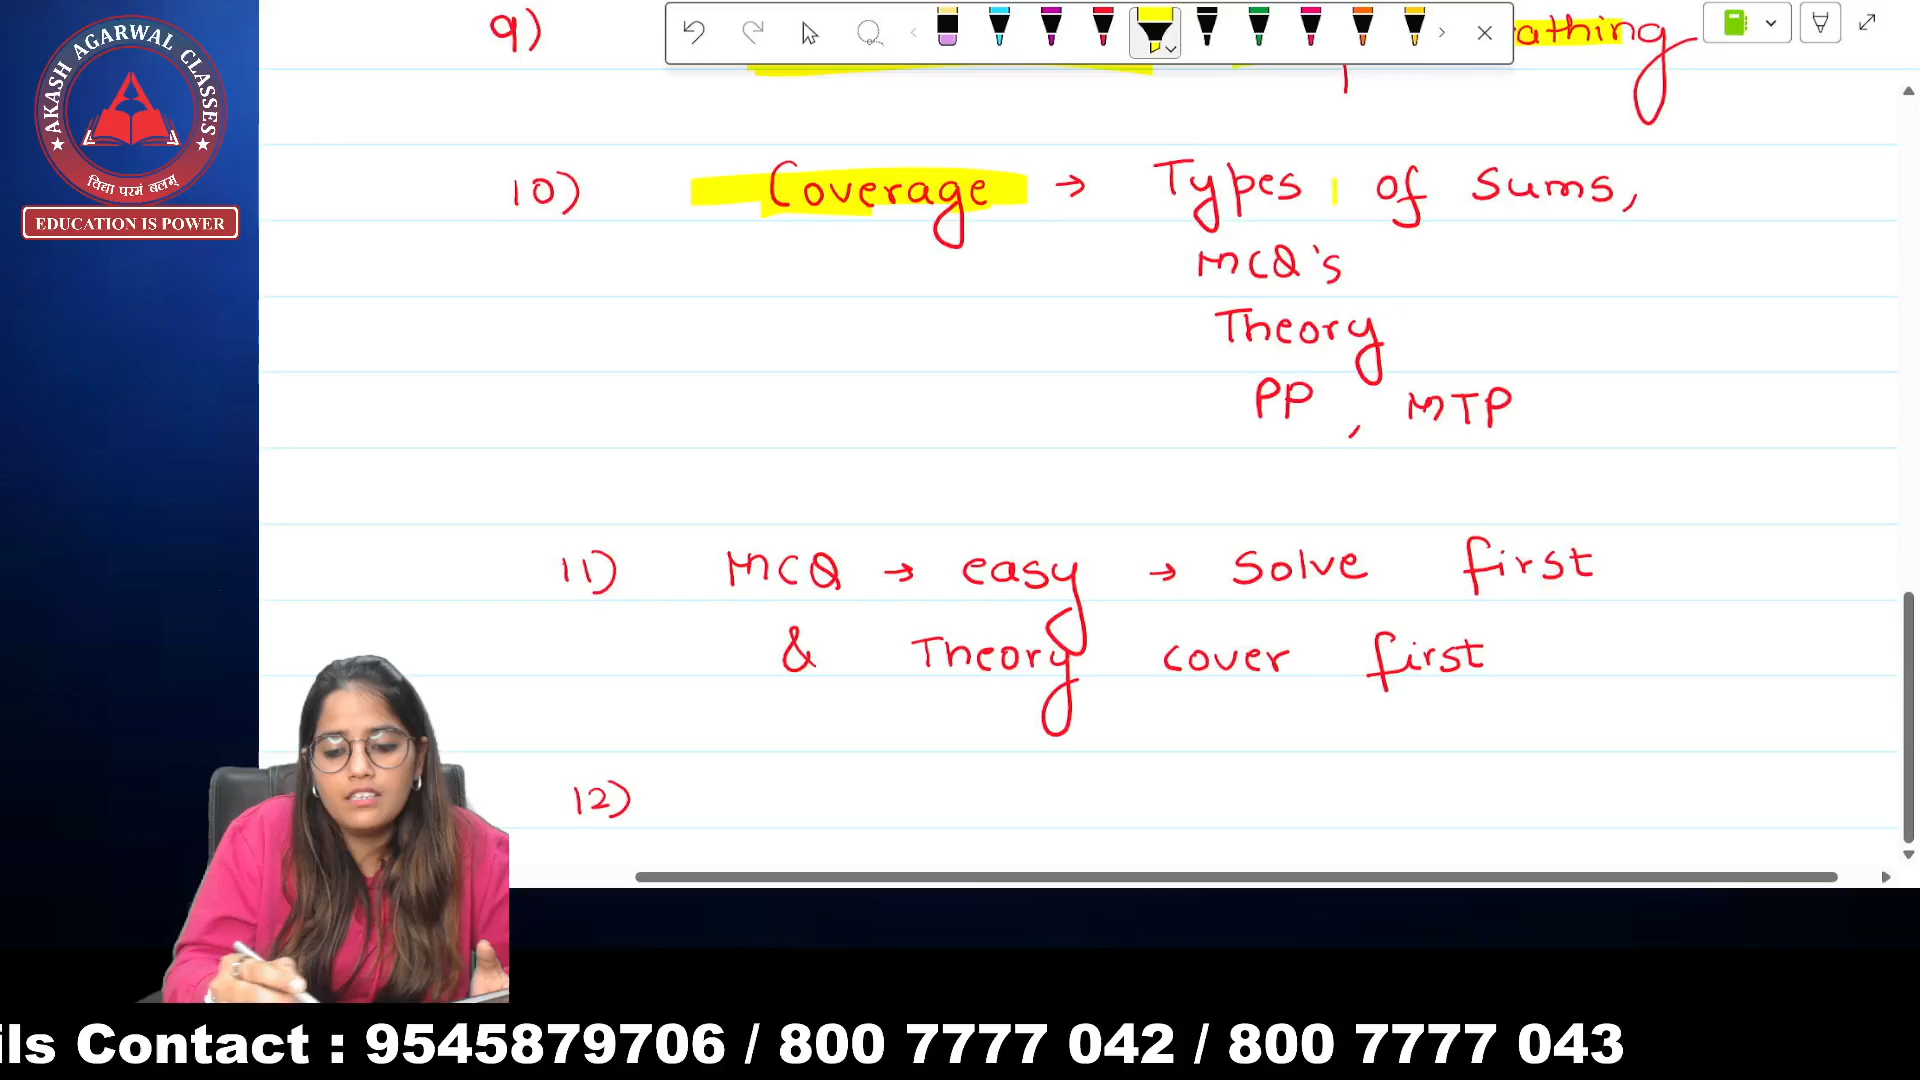 AKASH AGARWAL CLASSES
विद्या परमं बलम्
EDUCATION IS POWER
9)
athing
10) Coverage → Types of sums,
MCQ's
Theory
PP, MTP
11) MCQ → easy → solve first
& Theory cover first
12)
ils Contact : 9545879706 / 800 7777 042 / 800 7777 043